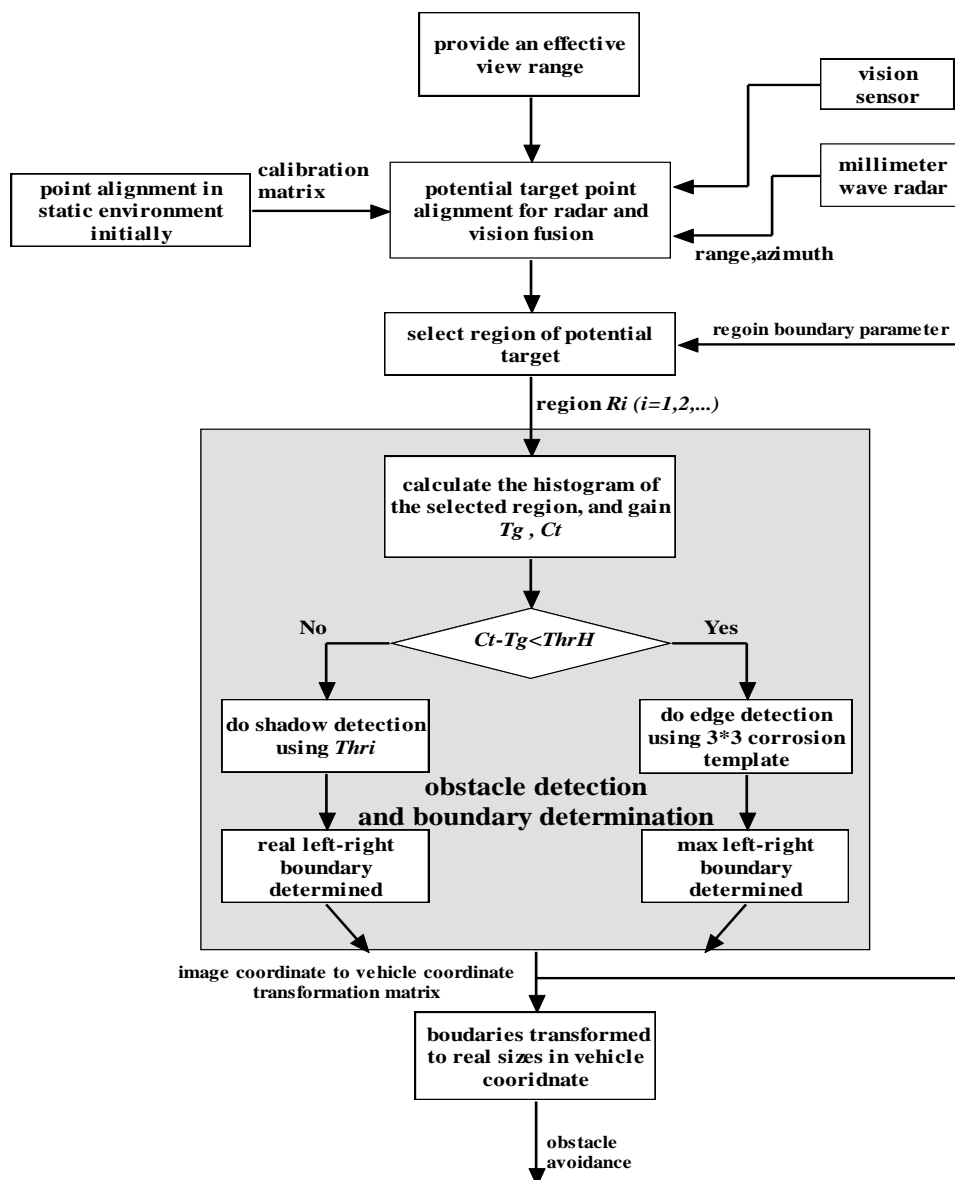 provide an effective
view range
vision
sensor
calibration
matrix
millimeter
wave radar
point alignment in
static environment
initially
potential target point
alignment for radar and
vision fusion
range,azimuth
select region of potential
target
regoin boundary parameter
region Ri (i=1,2,...)
calculate the histogram of
the selected region, and gain
Tg , Ct
No
Ct-Tg<ThrH
Yes
do shadow detection
using Thri
do edge detection
using 3*3 corrosion
template
obstacle detection
and boundary determination
real left-right
boundary
determined
max left-right
boundary
determined
image coordinate to vehicle coordinate
transformation matrix
boudaries transformed
to real sizes in vehicle
cooridnate
obstacle
avoidance